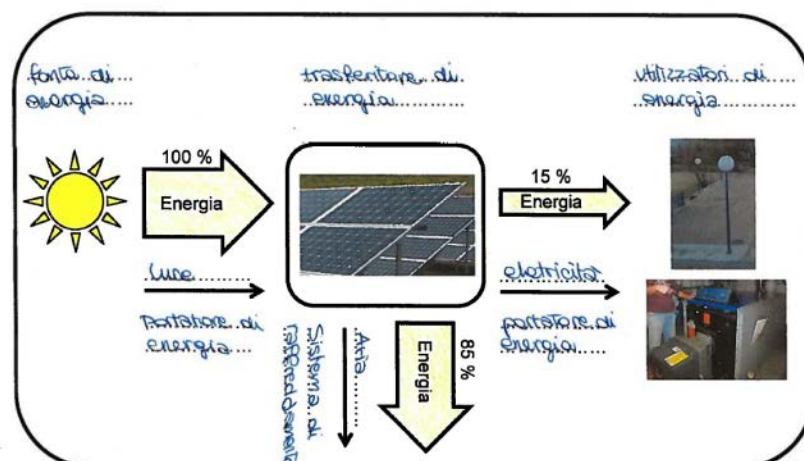 fonte di
energia
trasferitore di
energia
utilizzatori di
energia
100 %
Energia
15 %
Energia
luce
Portatore di
energia
elettricità
portatore di
energia
Aria
Sistema di
raffreddamento
Energia
85 %